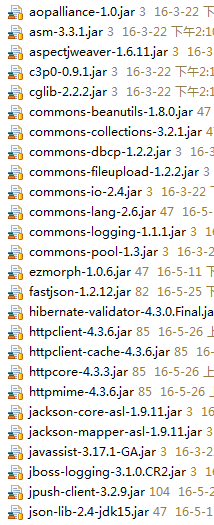 aopalliance-1.0.jar 3 16-3-22 下午2:1
asm-3.3.1.jar 3 16-3-22 下午2:10
aspectjweaver-1.6.11.jar 3 16-3-22
c3p0-0.9.1.jar 3 16-3-22 下午2:1
cglib-2.2.2.jar 3 16-3-22 下午2:1
commons-beanutils-1.8.0.jar 47
commons-collections-3.2.1.jar 4
commons-dbcp-1.2.2.jar 3 16-3-
commons-fileupload-1.2.2.jar 3
commons-io-2.4.jar 3 16-3-22 下
commons-lang-2.6.jar 47 16-5-
commons-logging-1.1.1.jar 3 16
commons-pool-1.3.jar 3 16-3-2
ezmorph-1.0.6.jar 47 16-5-11 下
fastjson-1.2.12.jar 82 16-5-25 下
hibernate-validator-4.3.0.Final.ja
httpclient-4.3.6.jar 85 16-5-26 上
httpclient-cache-4.3.6.jar 85 16-
httpcore-4.3.3.jar 85 16-5-26 上
httpmime-4.3.6.jar 85 16-5-26
jackson-core-asl-1.9.11.jar 3 16
jackson-mapper-asl-1.9.11.jar 3
javassist-3.17.1-GA.jar 3 16-3-2
jboss-logging-3.1.0.CR2.jar 3 16
jpush-client-3.2.9.jar 104 16-5-2
json-lib-2.4-jdk15.jar 47 16-5-1